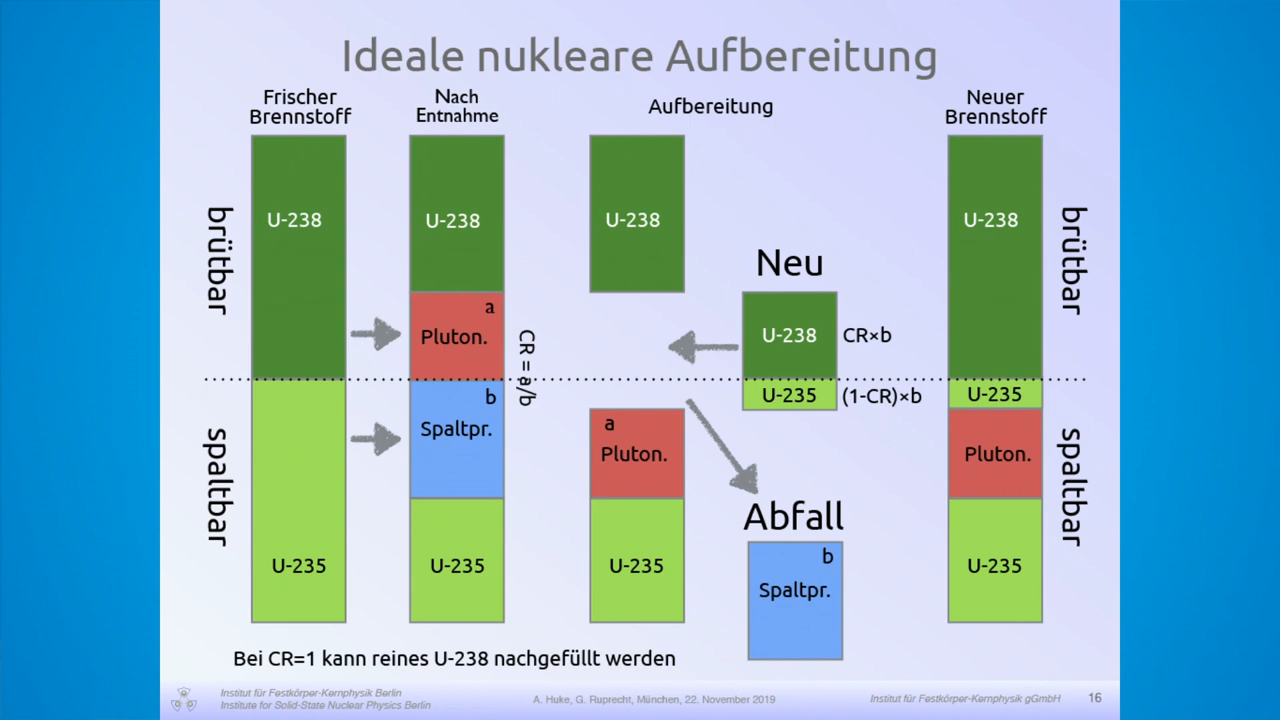 Ideale nukleare Aufbereitung
Frischer
Brennstoff
Nach
Entnahme
Aufbereitung
Neuer
Brennstoff
brütbar
spaltbar
U-238
U-235
U-238
a
Pluton.
b
Spaltpr.
U-235
CR = a/b
U-238
a
Pluton.
U-235
Neu
U-238
CR×b
U-235
(1-CR)×b
Abfall
b
Spaltpr.
U-238
U-235
Pluton.
U-235
brütbar
spaltbar
Bei CR=1 kann reines U-238 nachgefüllt werden
Institut für Festkörper-Kernphysik Berlin
Institute for Solid-State Nuclear Physics Berlin
A. Huke, G. Ruprecht, München, 22. November 2019
Institut für Festkörper-Kernphysik gGmbH
16